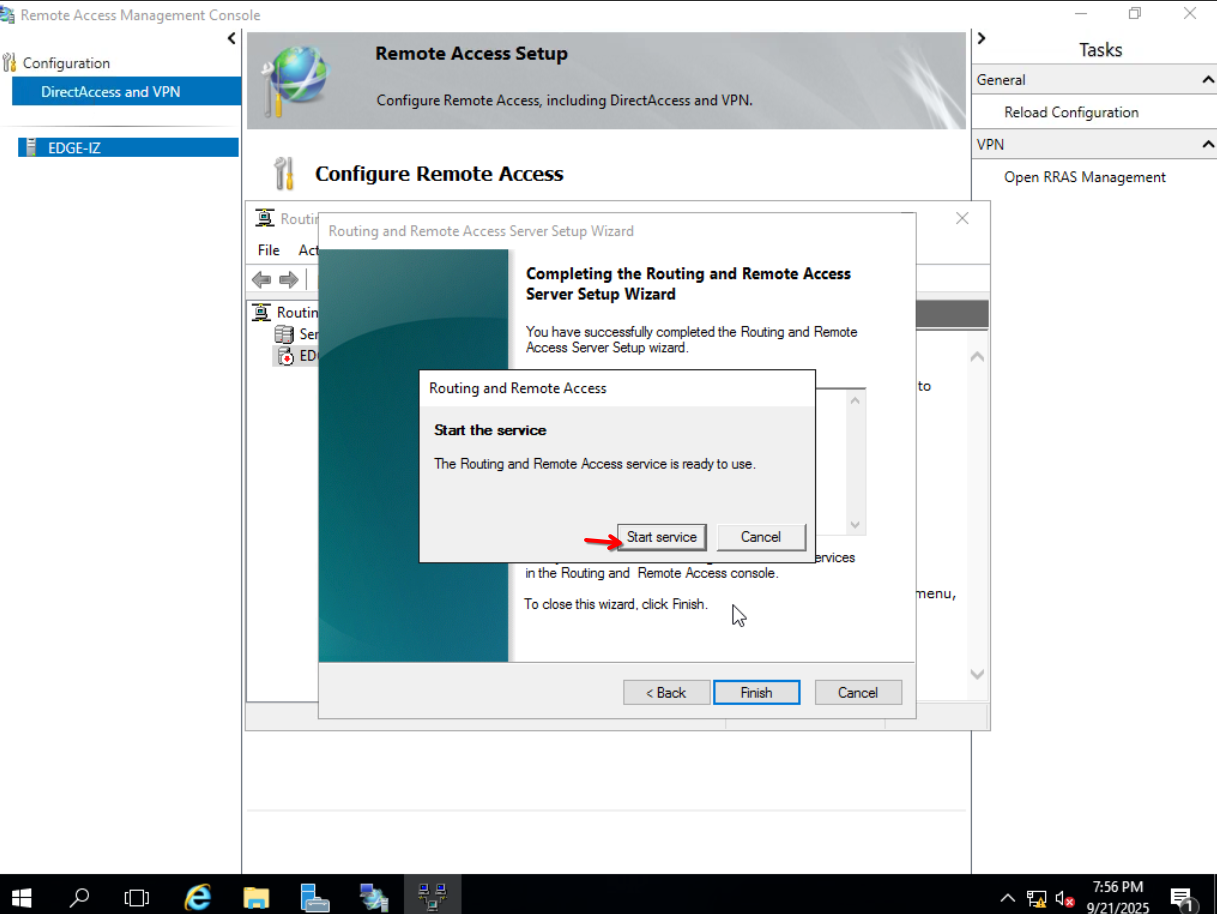 Remote Access Management Console
Configuration
DirectAccess and VPN
EDGE-IZ
Remote Access Setup
Configure Remote Access, including DirectAccess and VPN.
Configure Remote Access
Tasks
General
Reload Configuration
VPN
Open RRAS Management
Routin
File Act
Routin
Ser
EDG
to
menu,
Routing and Remote Access Server Setup Wizard
Completing the Routing and Remote Access
Server Setup Wizard
You have successfully completed the Routing and Remote
Access Server Setup wizard.
Routing and Remote Access
Start the service
The Routing and Remote Access service is ready to use.
Start service Cancel
ervices
in the Routing and Remote Access console.
To close this wizard, click Finish.
< Back Finish Cancel
7:56 PM
9/21/2025
1